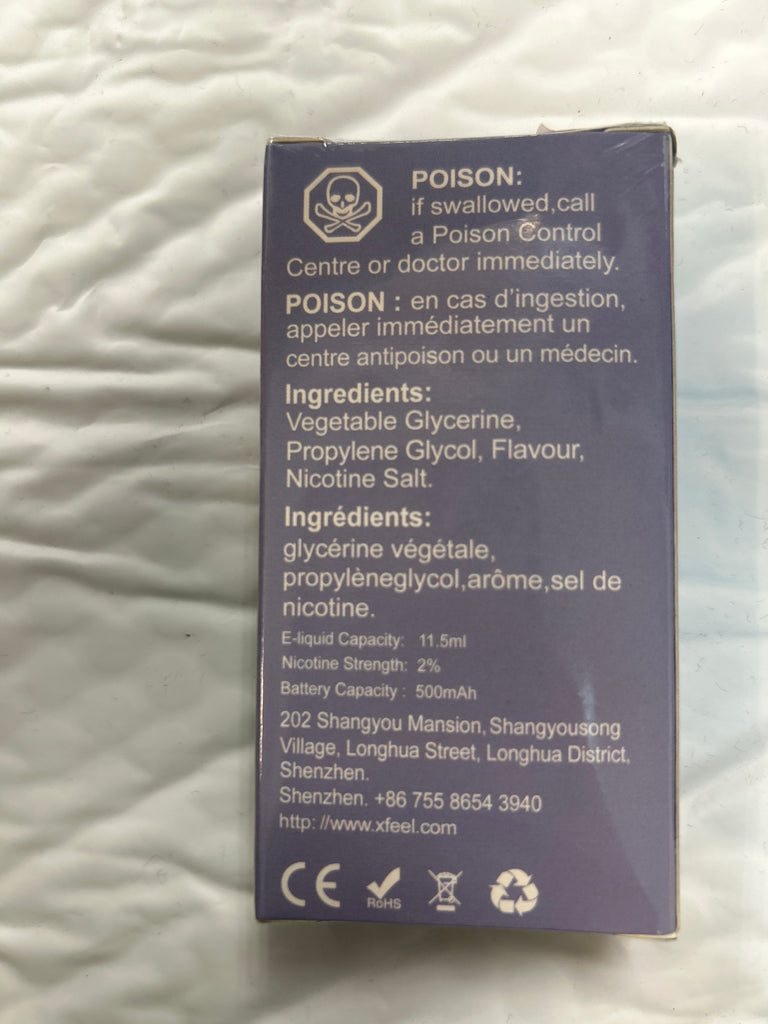 POISON:
if swallowed,call
a Poison Control
Centre or doctor immediately.
POISON : en cas d'ingestion,
appeler immédiatement un
centre antipoison ou un médecin.
Ingredients:
Vegetable Glycerine,
Propylene Glycol, Flavour,
Nicotine Salt.
Ingrédients:
glycérine végétale,
propylèneglycol,arôme,sel de
nicotine.
E-liquid Capacity: 11.5ml
Nicotine Strength: 2%
Battery Capacity : 500mAh
202 Shangyou Mansion, Shangyousong
Village, Longhua Street, Longhua District,
Shenzhen.
Shenzhen. +86 755 8654 3940
http: //www.xfeel.com
CE RoHS